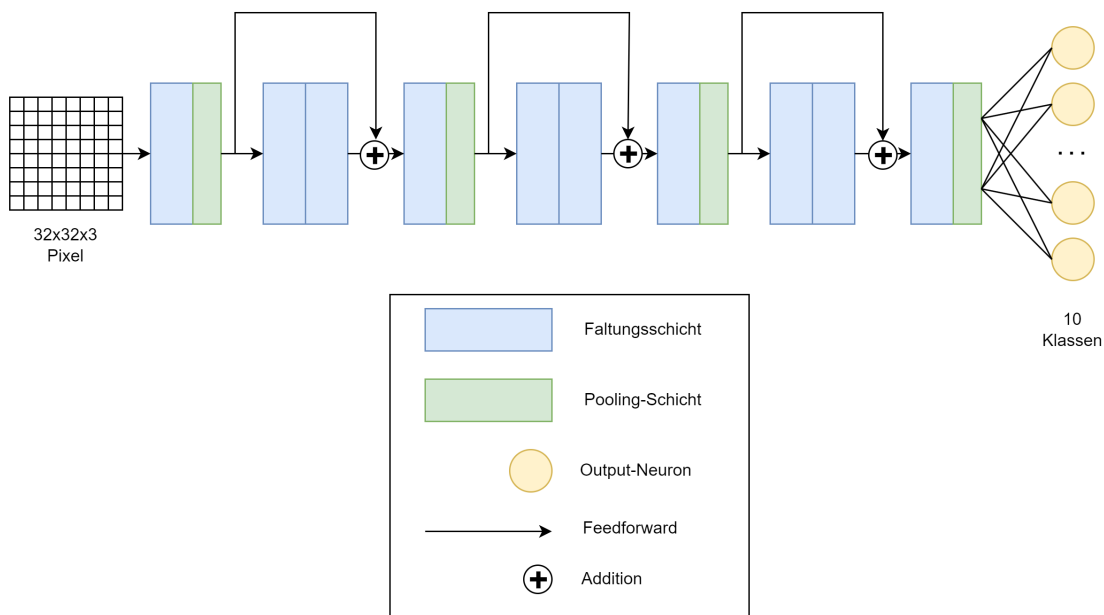 32x32x3
Pixel
...
10
Klassen
Faltungsschicht
Pooling-Schicht
Output-Neuron
Feedforward
Addition